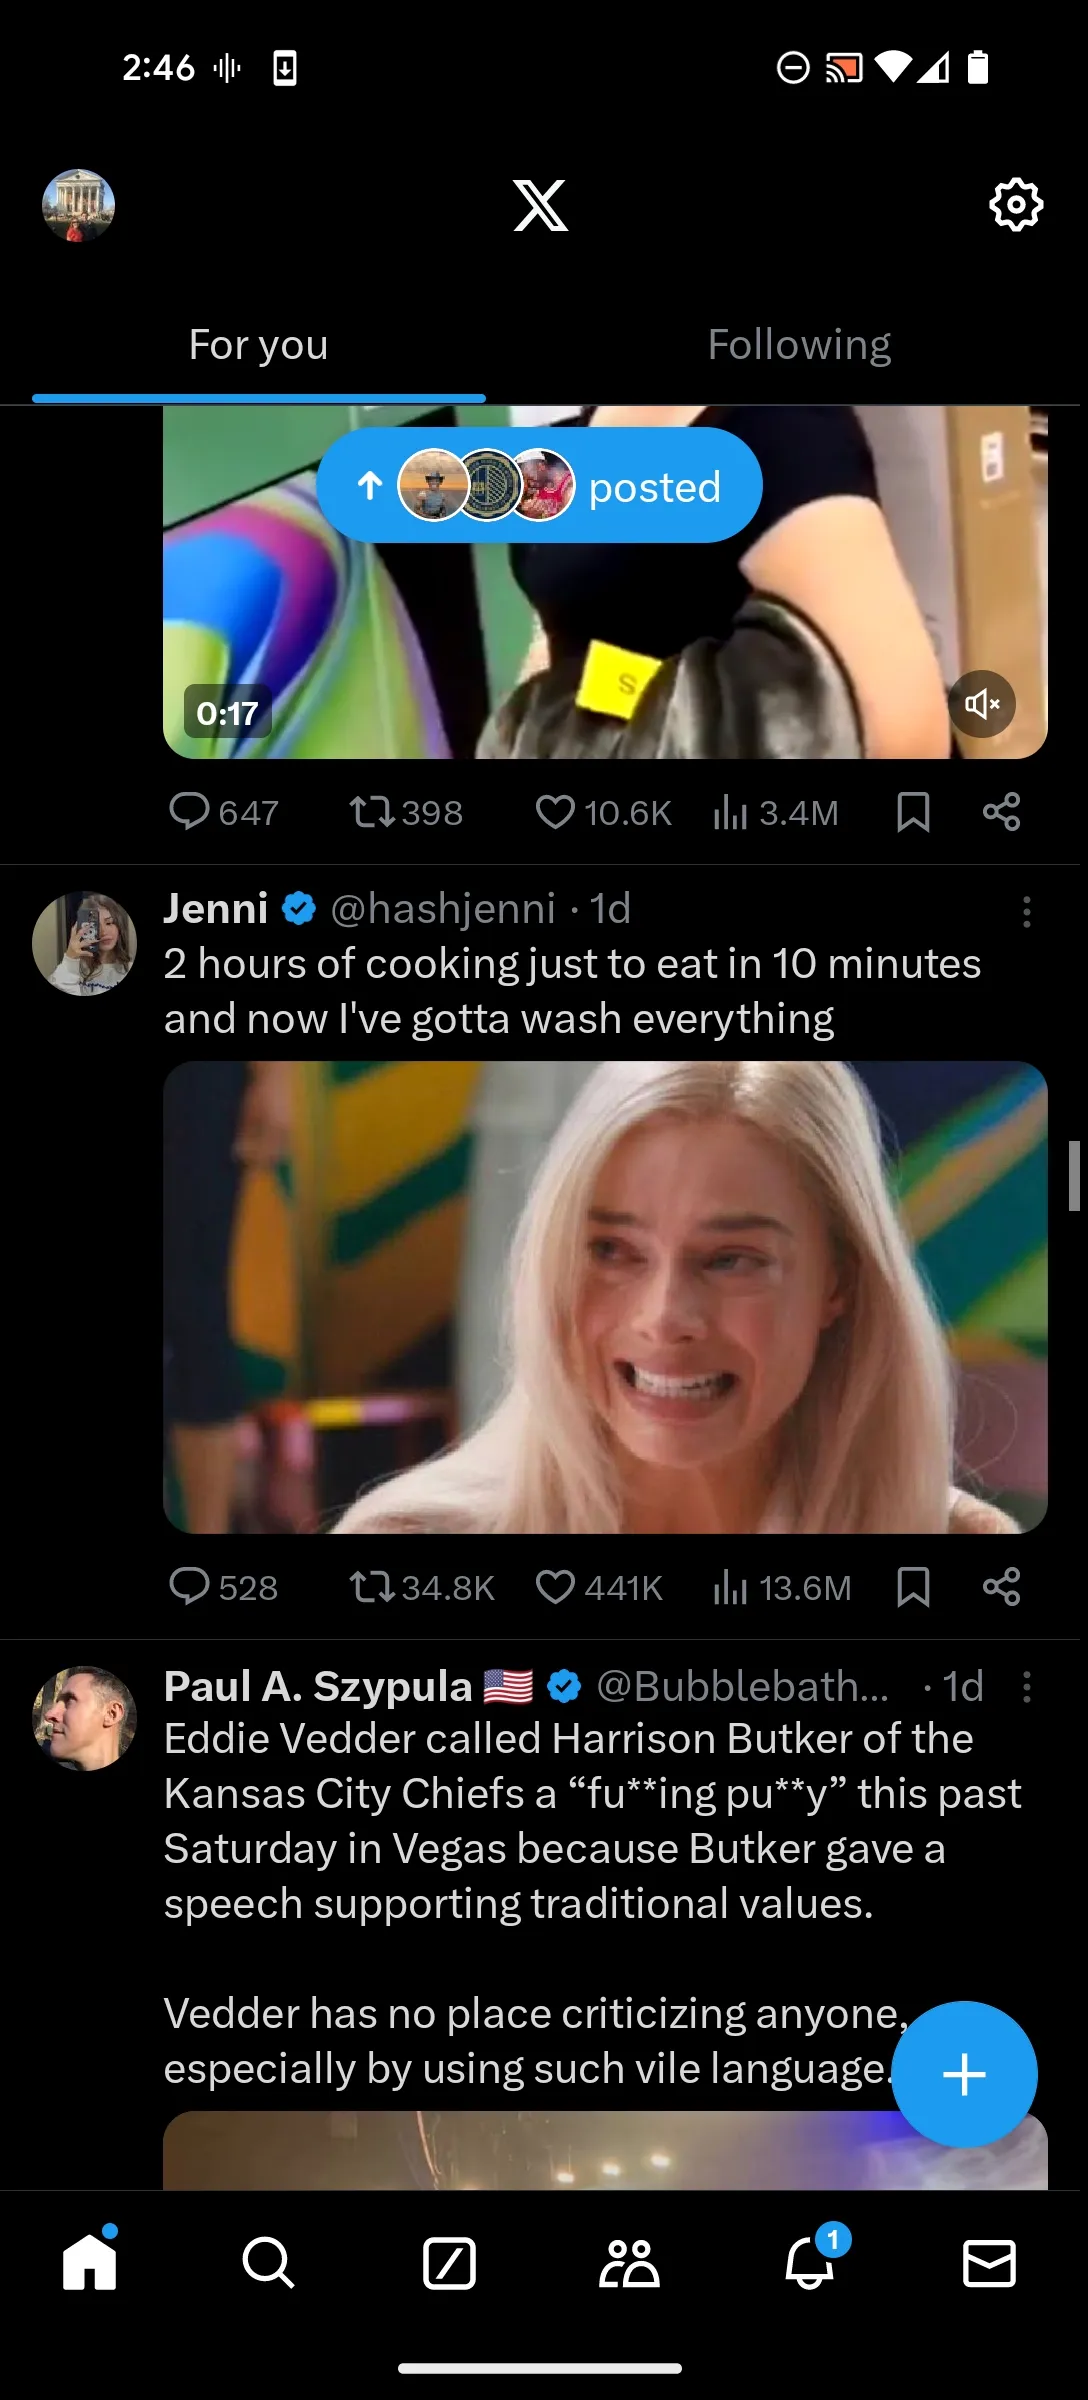 2:46
For you
Following
posted
S
0:17
647
398
10.6K
3.4M
Jenni @hashjenni · 1d
2 hours of cooking just to eat in 10 minutes
and now I've gotta wash everything
528
34.8K
441K
13.6M
Paul A. Szypula 🇺🇸 @Bubblebath... · 1d
Eddie Vedder called Harrison Butker of the
Kansas City Chiefs a “fu**ing pu**y” this past
Saturday in Vegas because Butker gave a
speech supporting traditional values.
Vedder has no place criticizing anyone,
especially by using such vile language.
1